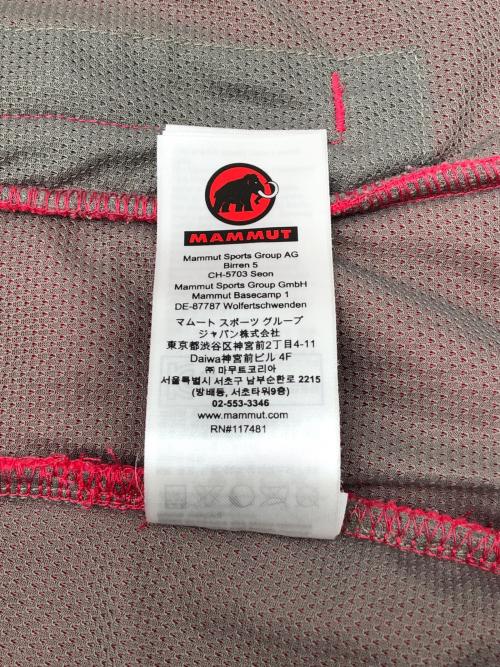 MAMMUT
Mammut Sports Group AG
Birren 5
CH-5703 Seon
Mammut Sports Group GmbH
Mammut Basecamp 1
DE-87787 Wolfertschwenden
マムート スポーツ グループ
ジャパン株式会社
東京都渋谷区神宮前2丁目4-11
Daiwa神宮前ビル 4F
㈜ 마무트코리아
서울특별시 서초구 남부순환로 2215
(방배동, 서초타워9층)
02-553-3346
www.mammut.com
RN#117481